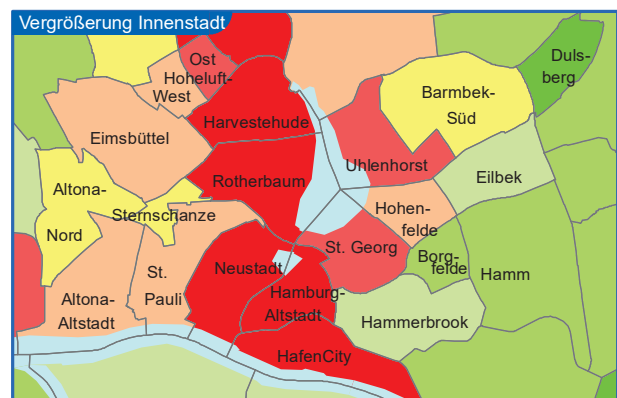 Vergrößerung Innenstadt
Ost
Hoheluft-
West
Duls-
berg
Barmbek-
Süd
Harvestehude
Eimsbüttel
Uhlenhorst
Rotherbaum
Eilbek
Altona-
Nord
Sternschanze
Hohen-
felde
St. Georg
Borg-
felde
Hamm
Neustadt
St.
Pauli
Hamburg-
Altstadt
Altona-
Altstadt
Hammerbrook
HafenCity